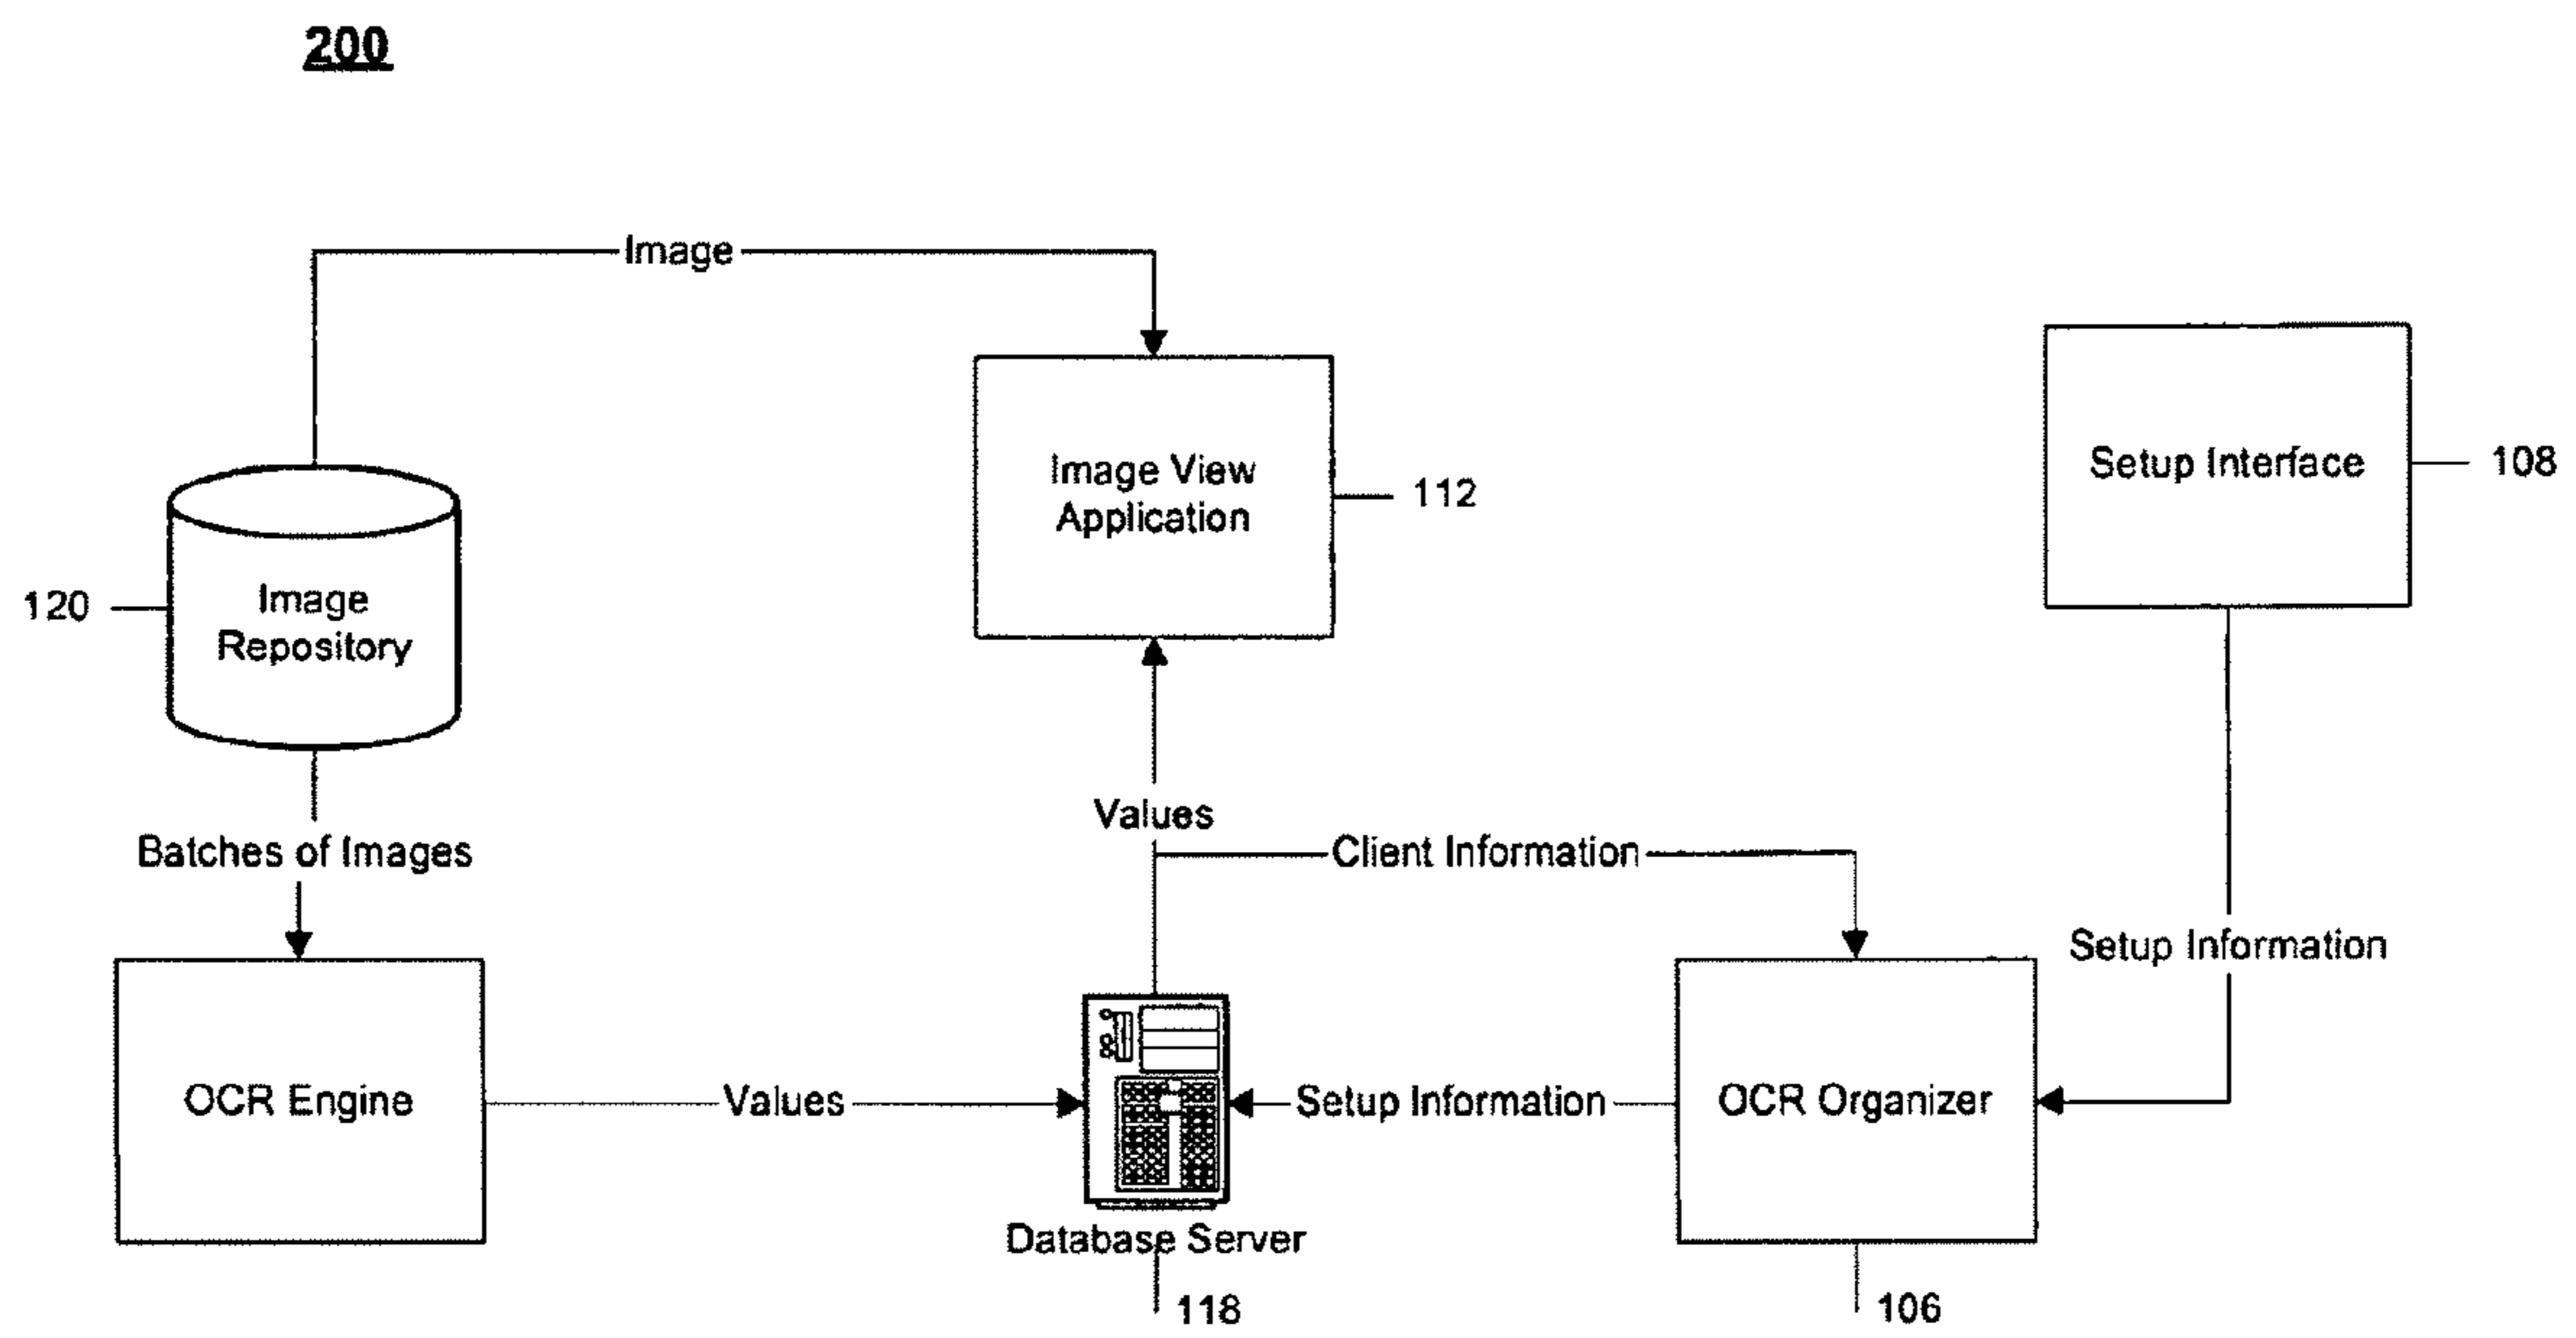 200
Image
Image View
Application
112
Setup Interface
108
120
Image
Repository
Values
Batches of Images
Client Information
Setup Information
OCR Engine
Values
Setup Information
OCR Organizer
Database Server
118
106